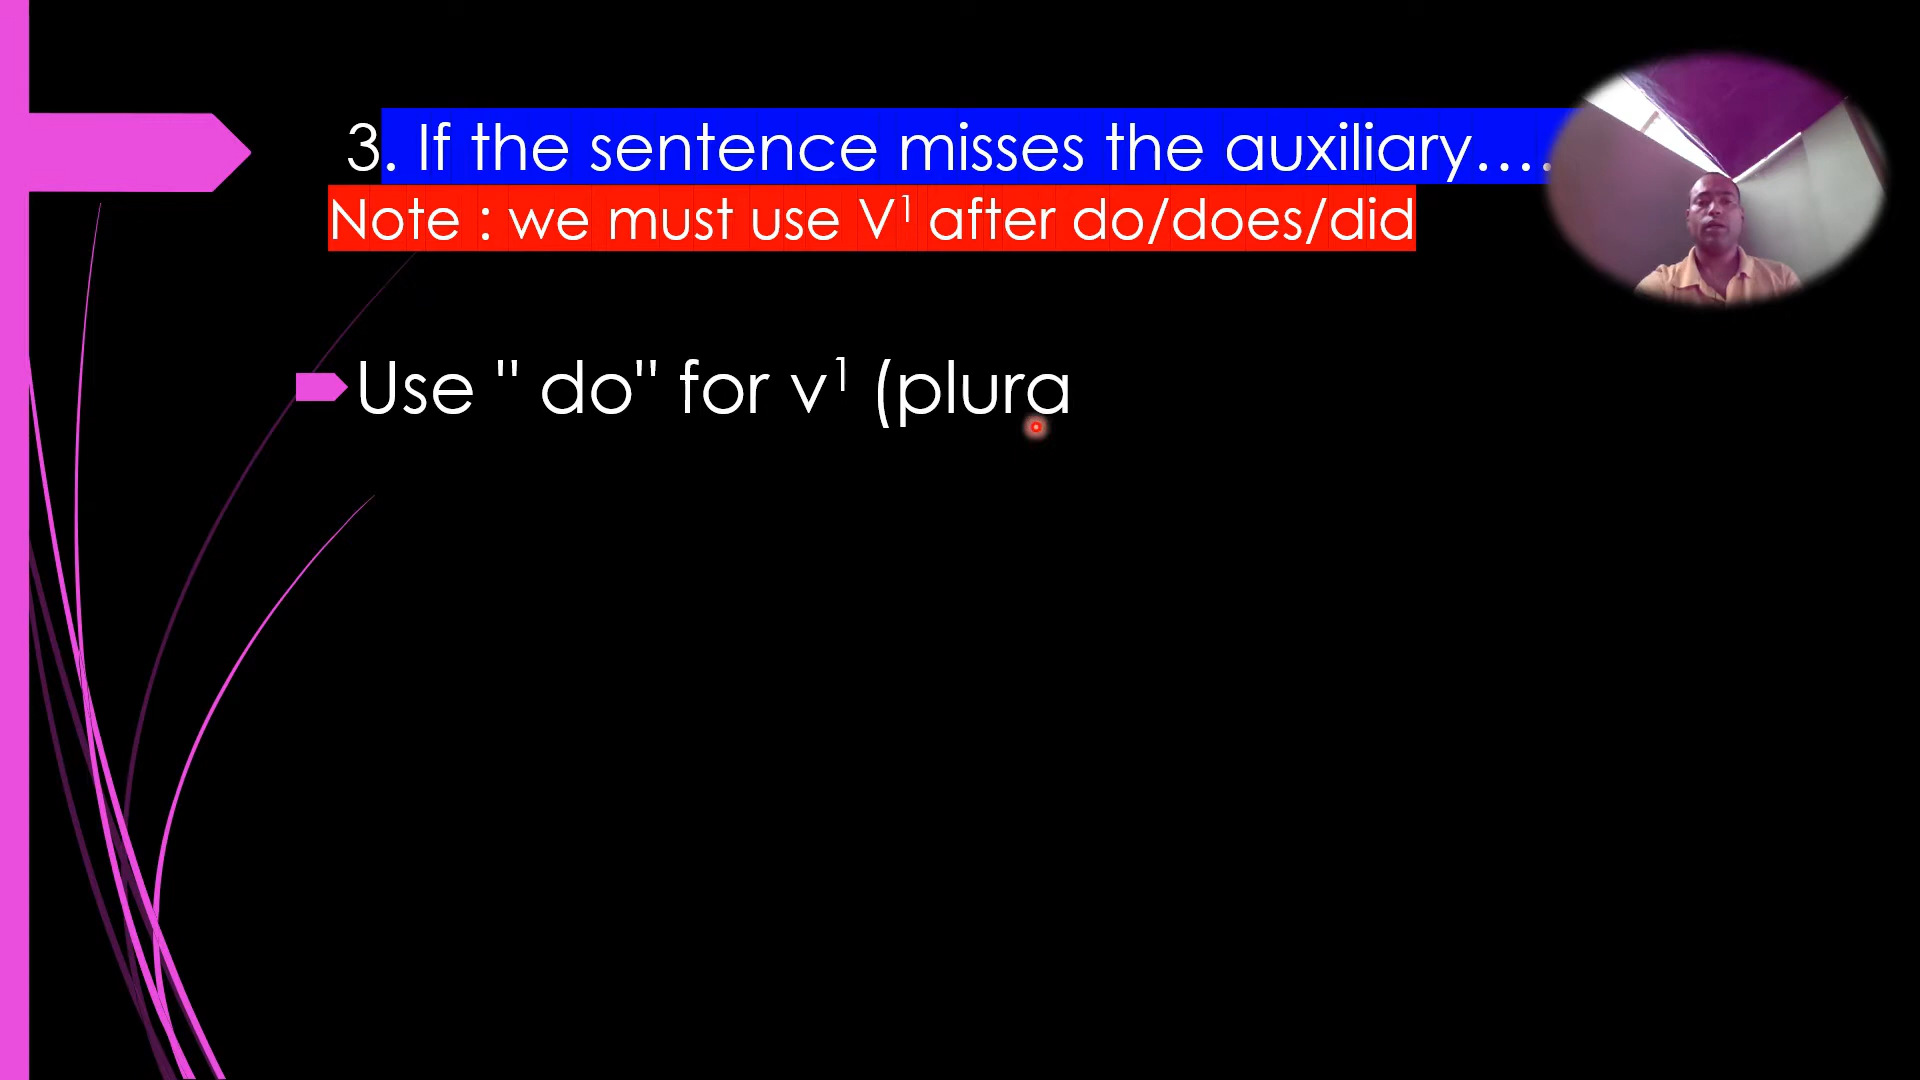 3. If the sentence misses the auxiliary….
Note : we must use V¹ after do/does/did
Use " do" for v¹ (plura